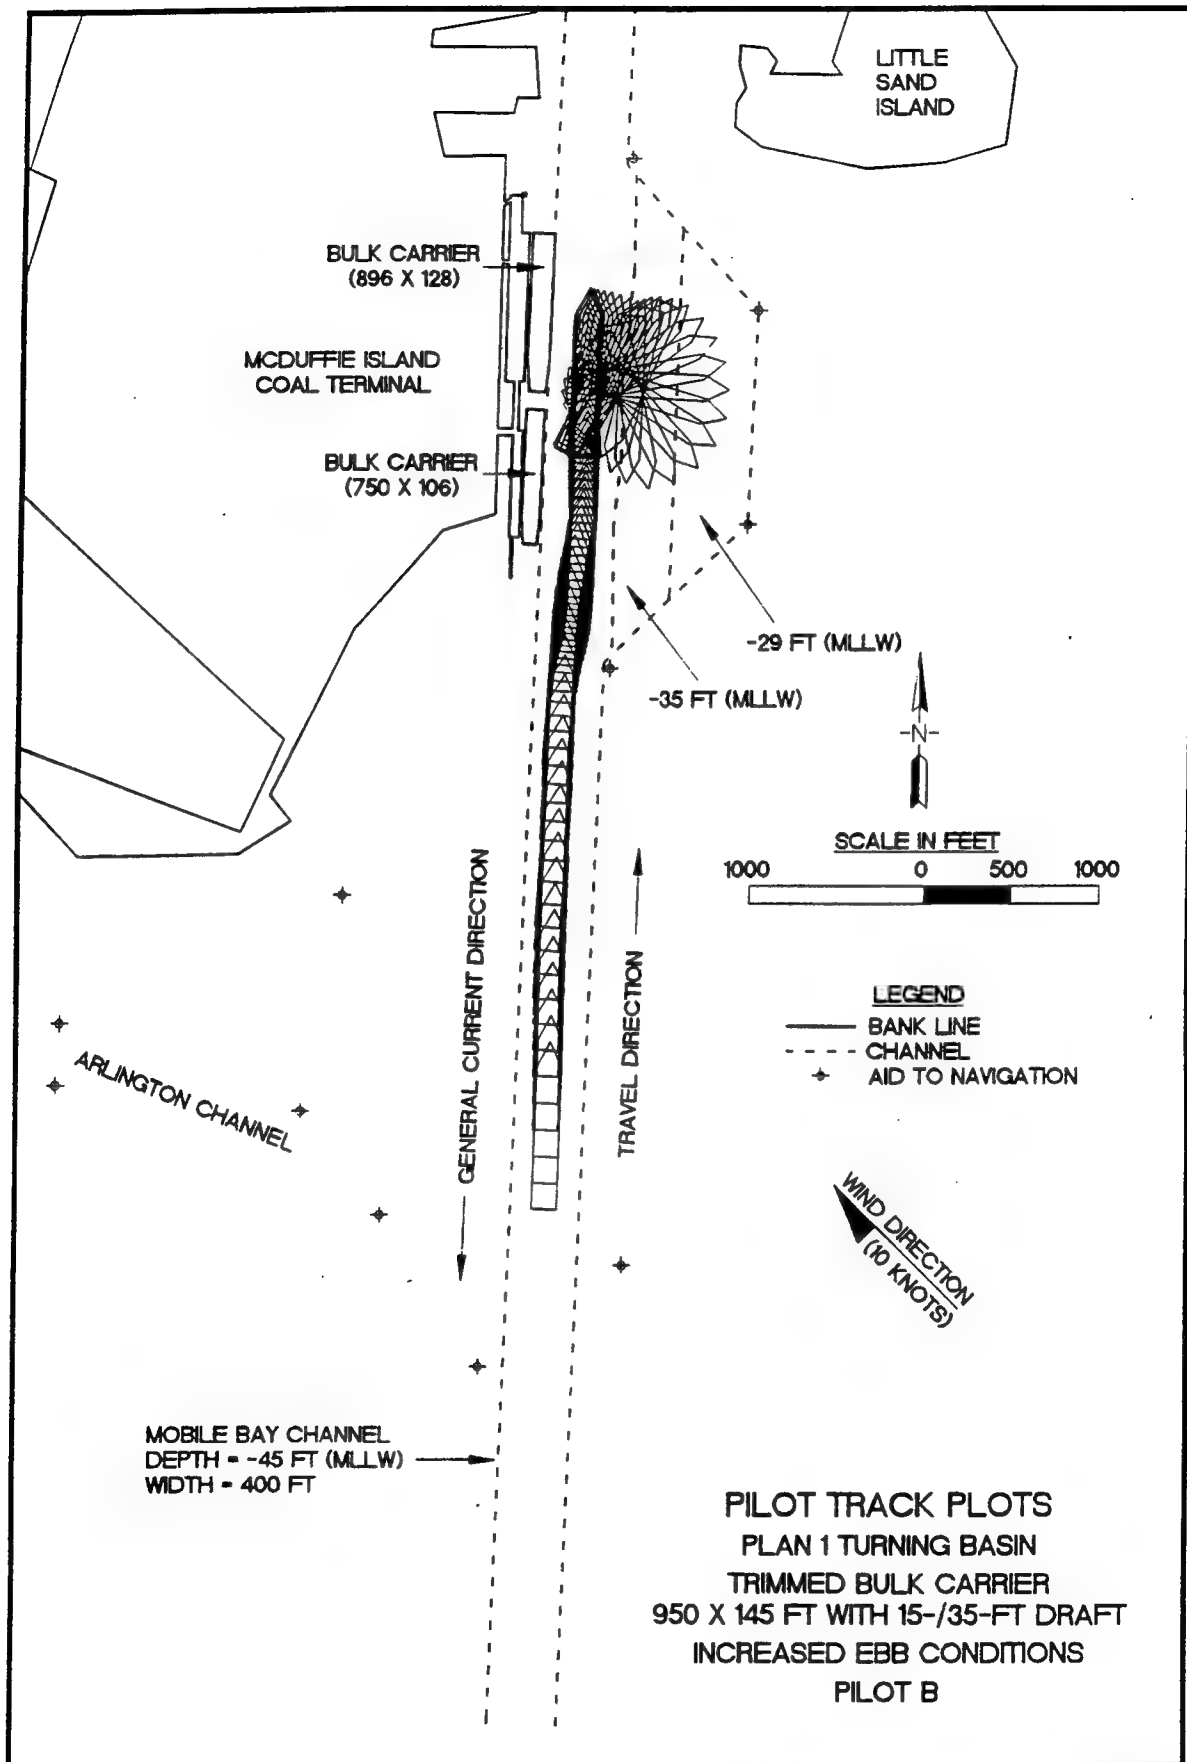 LITTLE
SAND
ISLAND
BULK CARRIER
(896 X 128)
MCDUFFIE ISLAND
COAL TERMINAL
BULK CARRIER
(750 X 106)
-29 FT (MLLW)
-35 FT (MLLW)
-N-
SCALE IN FEET
1000 0 500 1000
GENERAL CURRENT DIRECTION
TRAVEL DIRECTION
LEGEND
BANK LINE
CHANNEL
AID TO NAVIGATION
ARLINGTON CHANNEL
WIND DIRECTION
(10 KNOTS)
MOBILE BAY CHANNEL
DEPTH = -45 FT (MLLW)
WIDTH = 400 FT
PILOT TRACK PLOTS
PLAN 1 TURNING BASIN
TRIMMED BULK CARRIER
950 X 145 FT WITH 15-/35-FT DRAFT
INCREASED EBB CONDITIONS
PILOT B